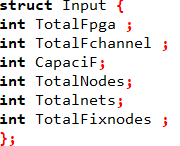 struct Input {
int TotalFpga ;
int TotalFchannel ;
int CapaciF;
int TotalNodes;
int Totalnets;
int TotalFixnodes ;
};